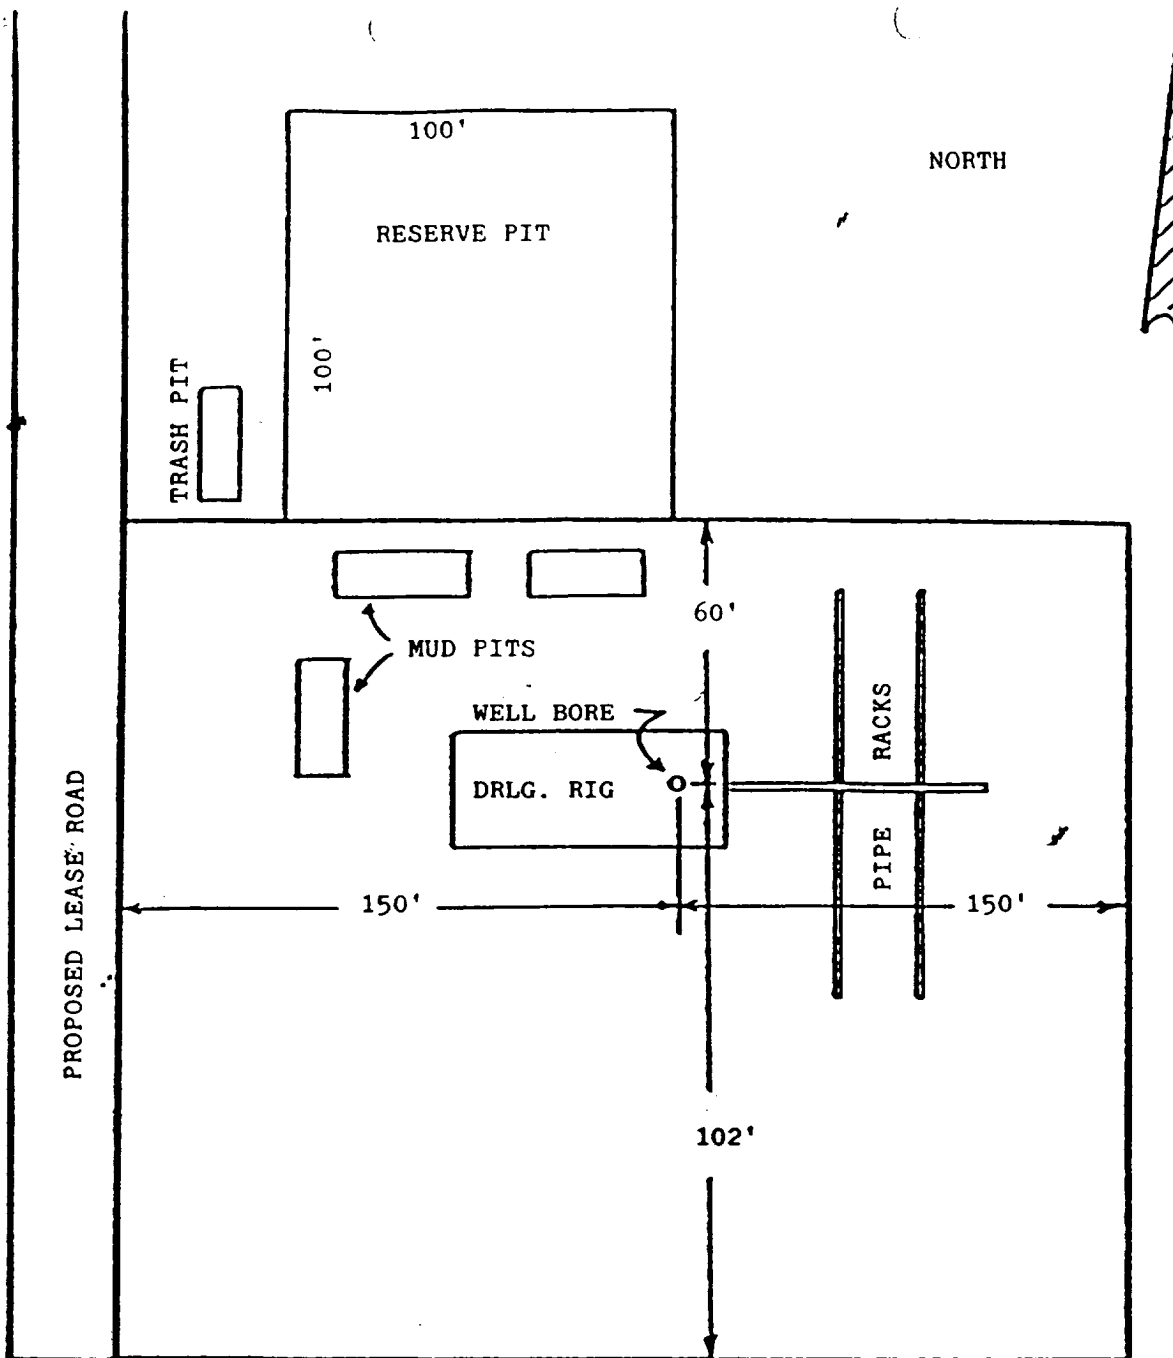 100'
NORTH
RESERVE PIT
100'
TRASH PIT
60'
MUD PITS
PIPE RACKS
WELL BORE
DRLG. RIG
PROPOSED LEASE ROAD
150'
150'
102'